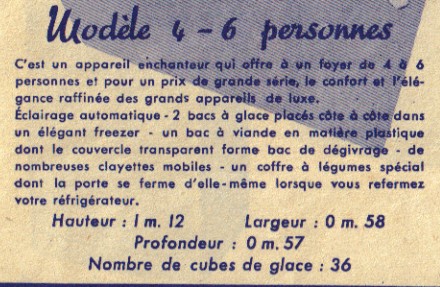 Modèle 4 - 6 personnes
C'est un appareil enchanteur qui offre à un foyer de 4 à 6
personnes et pour un prix de grande série, le confort et l'élé-
gance raffinée des grands appareils de luxe.
Éclairage automatique - 2 bacs à glace placés côte à côte dans
un élégant freezer - un bac à viande en matière plastique
dont le couvercle transparent forme bac de dégivrage - de
nombreuses clayettes mobiles - un coffre à légumes spécial
dont la porte se ferme d'elle-même lorsque vous refermez
votre réfrigérateur.
Hauteur : 1 m. 12 Largeur : 0 m. 58
Profondeur : 0 m. 57
Nombre de cubes de glace : 36